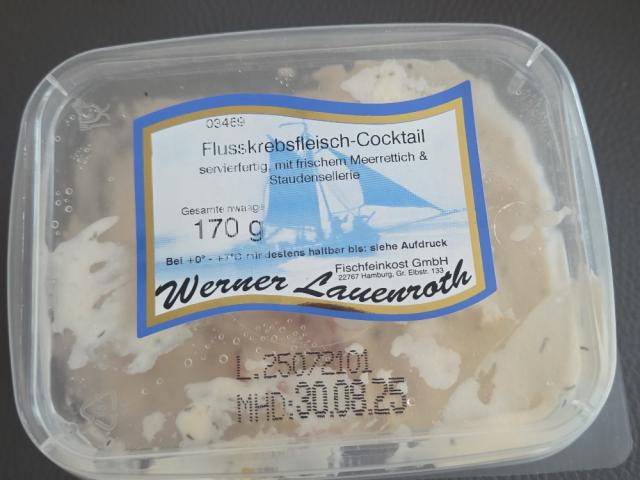 03469
Flusskrebsfleisch-Cocktail
servierfertig, mit frischem Meerrettich &
Staudensellerie
170 g
Bei +0° - +7°C mindestens haltbar bis: siehe Aufdruck
Fischfeinkost GmbH
22767 Hamburg, Gr. Elbstr. 133
Werner Lauenroth
L.25072101
MHD:30.08.25